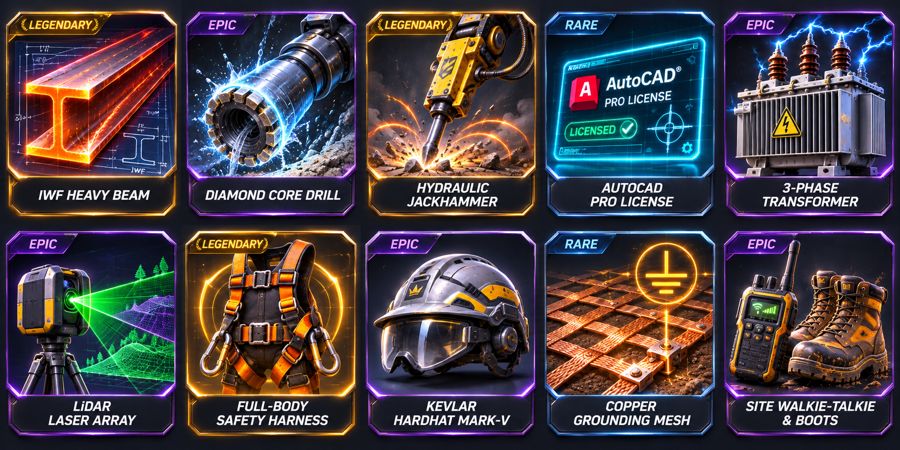 LEGENDARY
IWF HEAVY BEAM
EPIC
DIAMOND CORE DRILL
LEGENDARY
HYDRAULIC
JACKHAMMER
RARE
A AutoCAD®
PRO LICENSE
LICENSED
AUTOCAD
PRO LICENSE
EPIC
3-PHASE
TRANSFORMER
EPIC
LiDAR
LASER ARRAY
LEGENDARY
FULL-BODY
SAFETY HARNESS
EPIC
KEVLAR
HARDHAT MARK-V
RARE
COPPER
GROUNDING MESH
EPIC
SITE WALKIE-TALKIE
& BOOTS